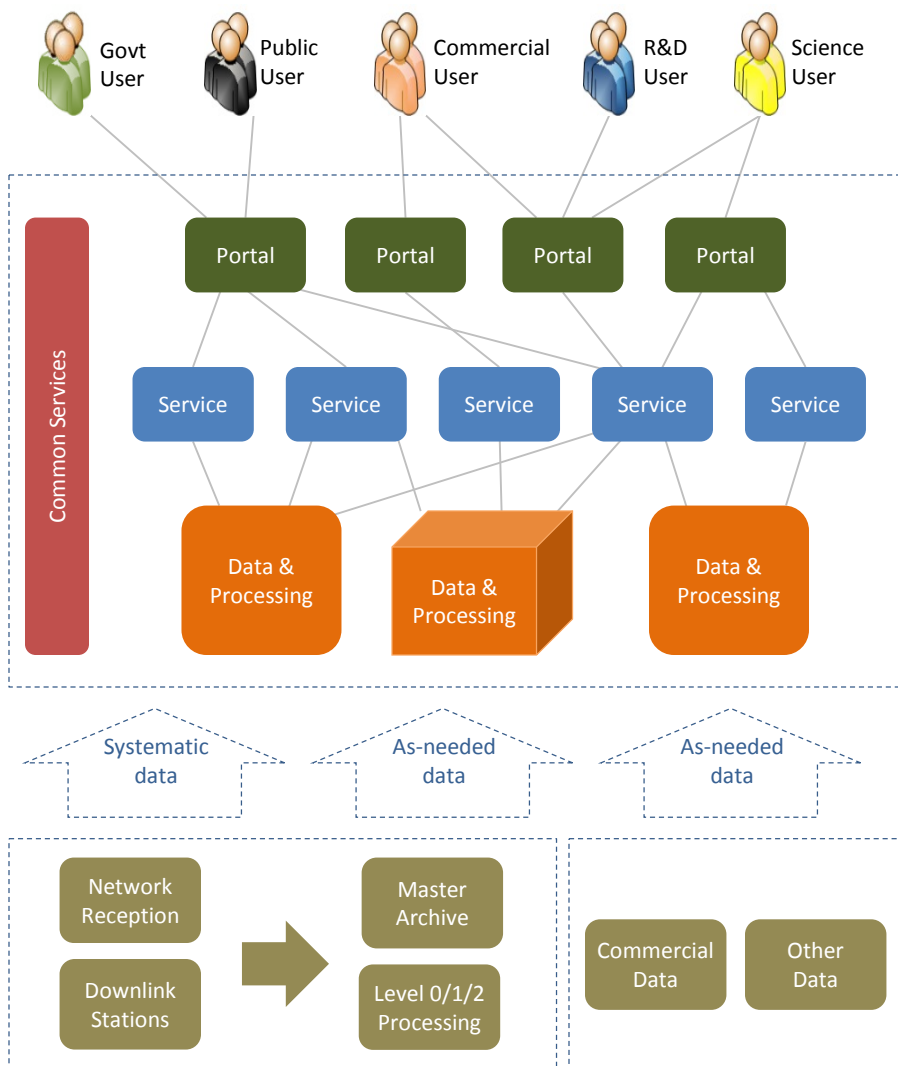 Govt
User
Public
User
Commercial
User
R&D
User
Science
User
Portal
Portal
Portal
Portal
Common Services
Service
Service
Service
Service
Service
Data &
Processing
Data &
Processing
Data &
Processing
Systematic
data
As-needed
data
As-needed
data
Network
Reception
Master
Archive
Downlink
Stations
Level 0/1/2
Processing
Commercial
Data
Other
Data